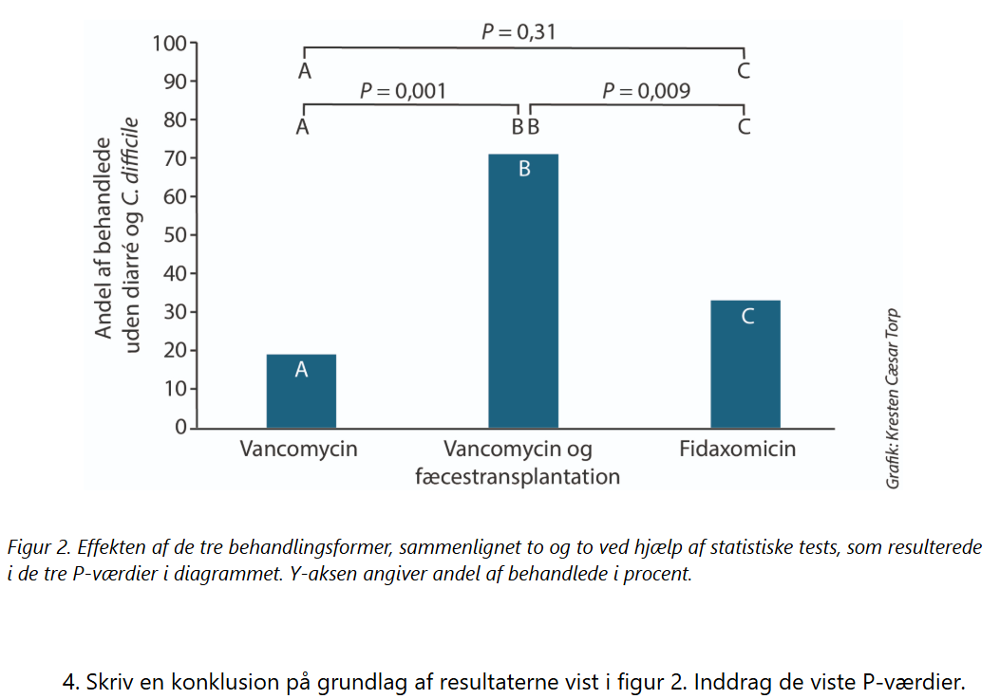 P = 0,31
100
A
C
90
P = 0,001
P = 0,009
80
A
B B
C
70
B
60
50
40
30
C
20
A
10
0
Andel af behandlede
uden diarré og C. difficile
Vancomycin
Vancomycin og
fæcestransplantation
Fidaxomicin
Grafik: Kresten Cæsar Torp
Figur 2. Effekten af de tre behandlingsformer, sammenlignet to og to ved hjælp af statistiske tests, som resulterede
i de tre P-værdier i diagrammet. Y-aksen angiver andel af behandlede i procent.
4. Skriv en konklusion på grundlag af resultaterne vist i figur 2. Inddrag de viste P-værdier.